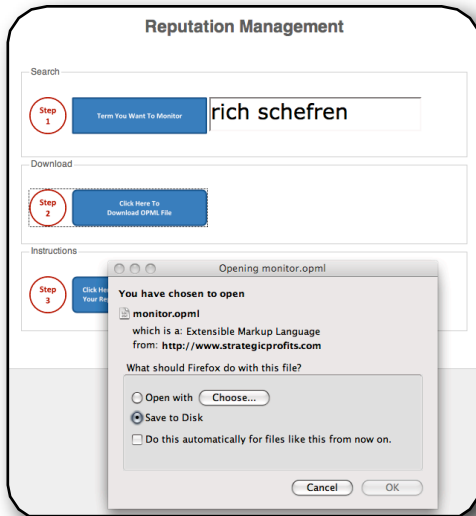 Reputation Management
Search
Step
1
Term You Want To Monitor
rich schefren
Download
Step
2
Click Here To
Download OPML File
Instructions
Step
3
Click He
Your Re
Opening monitor.opml
You have chosen to open
monitor.opml
which is a: Extensible Markup Language
from: http://www.strategicprofits.com
What should Firefox do with this file?
Open with
Choose...
Save to Disk
Do this automatically for files like this from now on.
Cancel
OK